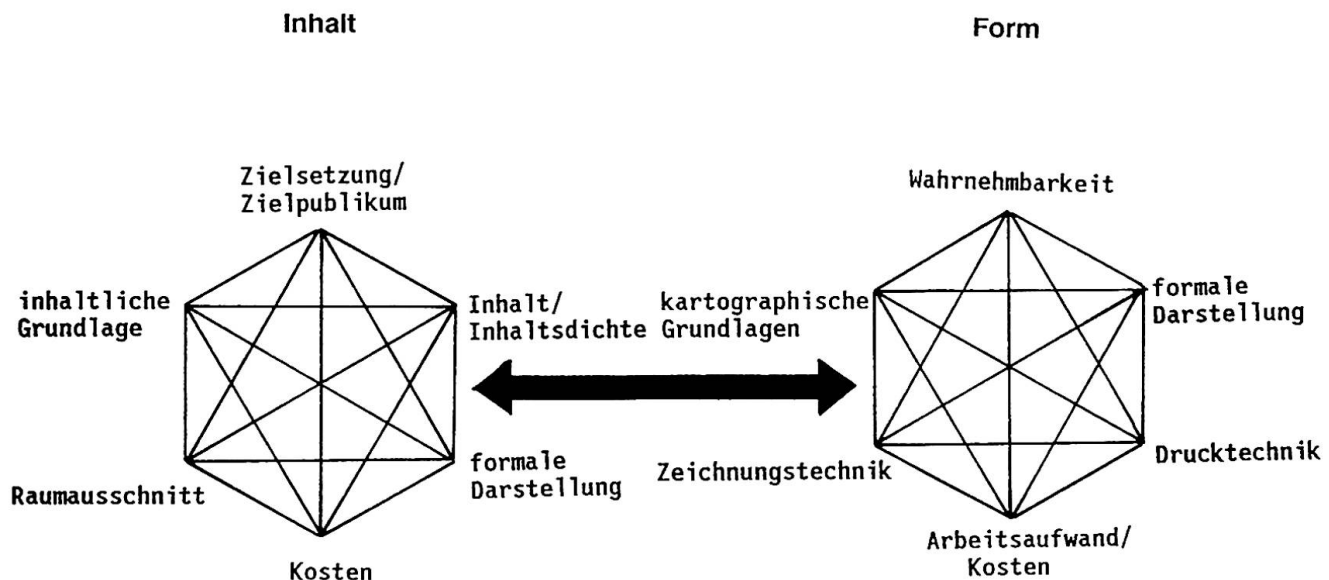 Inhalt
Form
Zielsetzung/
Zielpublikum
Wahrnehmbarkeit
inhaltliche
Grundlage
Inhalt/
Inhaltsdichte
kartographische
Grundlagen
formale
Darstellung
Raumausschnitt
formale
Darstellung
Zeichnungstechnik
Drucktechnik
Kosten
Arbeitsaufwand/
Kosten